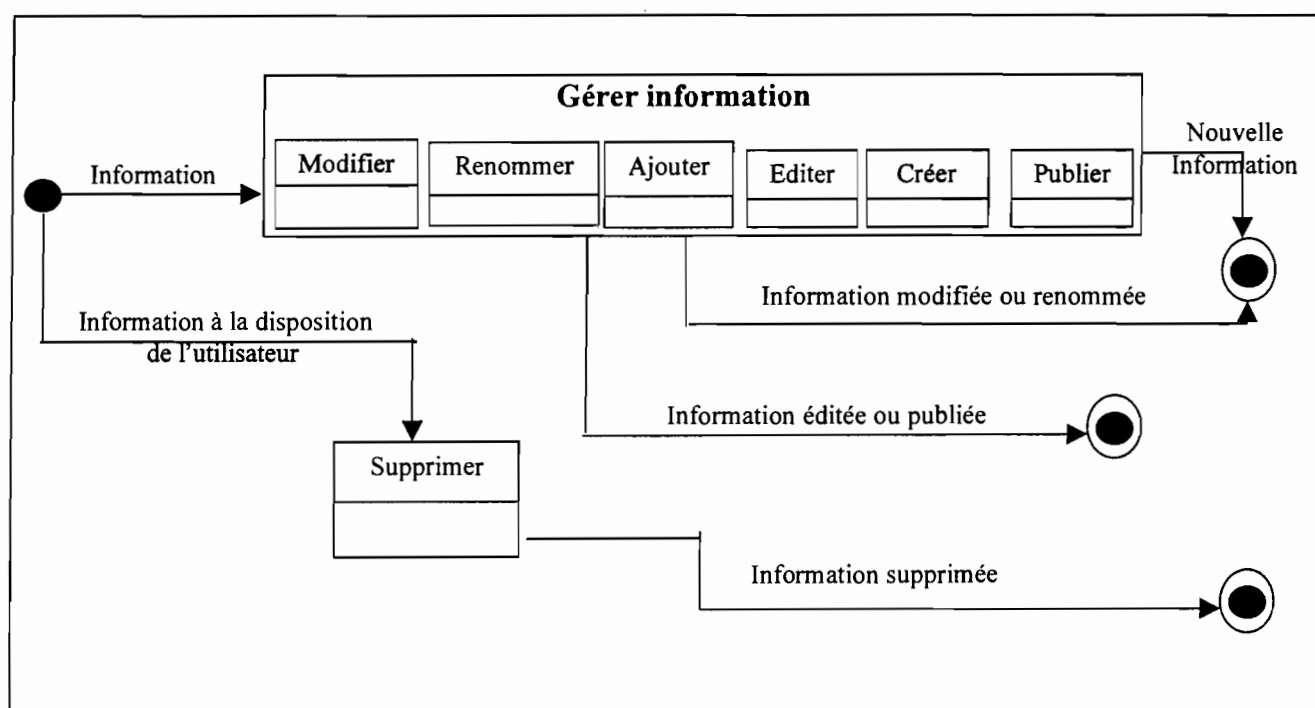 Gérer information
Modifier
Renommer
Ajouter
Editer
Créer
Publier
Nouvelle
Information
Information
Information modifiée ou renommée
Information à la disposition
de l'utilisateur
Information éditée ou publiée
Supprimer
Information supprimée